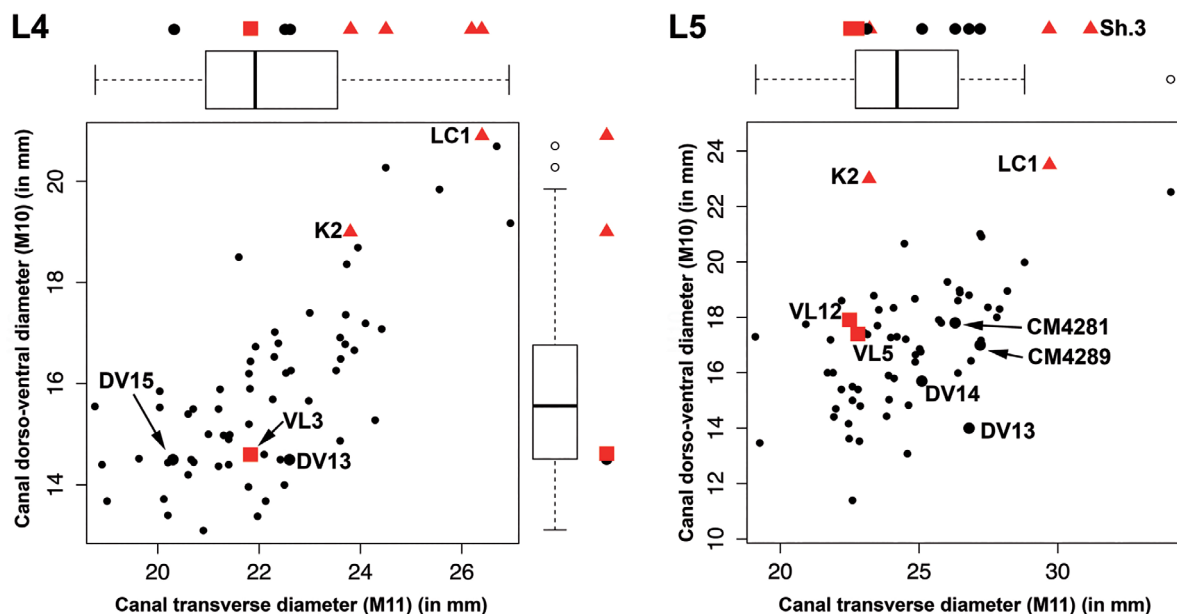 L4
LC1
K2
DV15
VL3
DV13
20
18
16
14
20 22 24 26
Canal dorso-ventral diameter (M10) (in mm)
Canal transverse diameter (M11) (in mm)
L5
Sh.3
K2
LC1
VL12
VL5
CM4281
CM4289
DV14
DV13
24
22
20
18
16
14
12
10
20 25 30
Canal dorso-ventral diameter (M10) (in mm)
Canal transverse diameter (M11) (in mm)